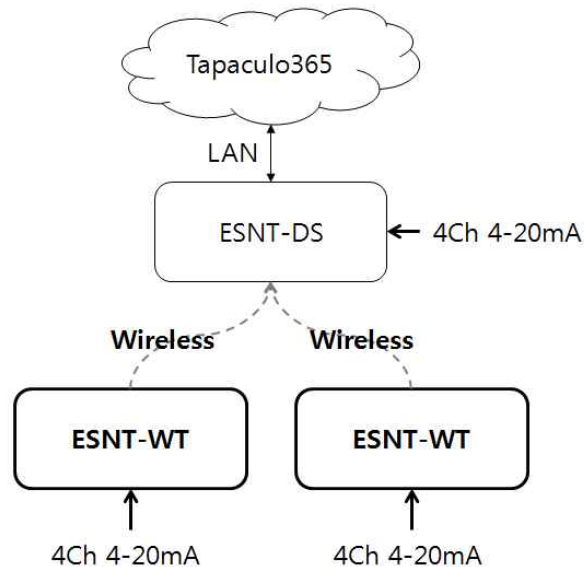 Tapaculo365
LAN
ESNT-DS
4Ch 4-20mA
Wireless
Wireless
ESNT-WT
ESNT-WT
4Ch 4-20mA
4Ch 4-20mA